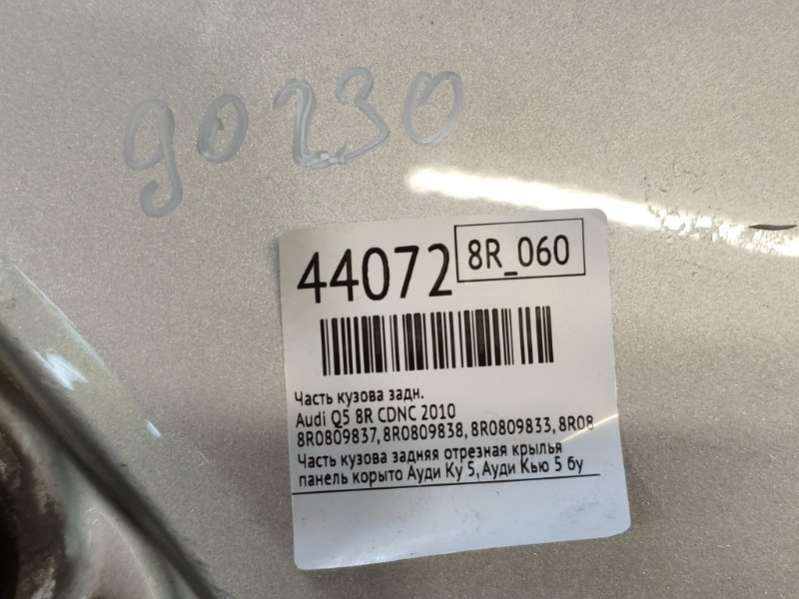 90230
44072 8R_060
Часть кузова задн.
Audi Q5 8R CDNC 2010
8R0809837, 8R0809838, 8R0809833, 8R08
Часть кузова задняя отрезная крылья
панель корыто Ауди Ку 5, Ауди Кью 5 бу